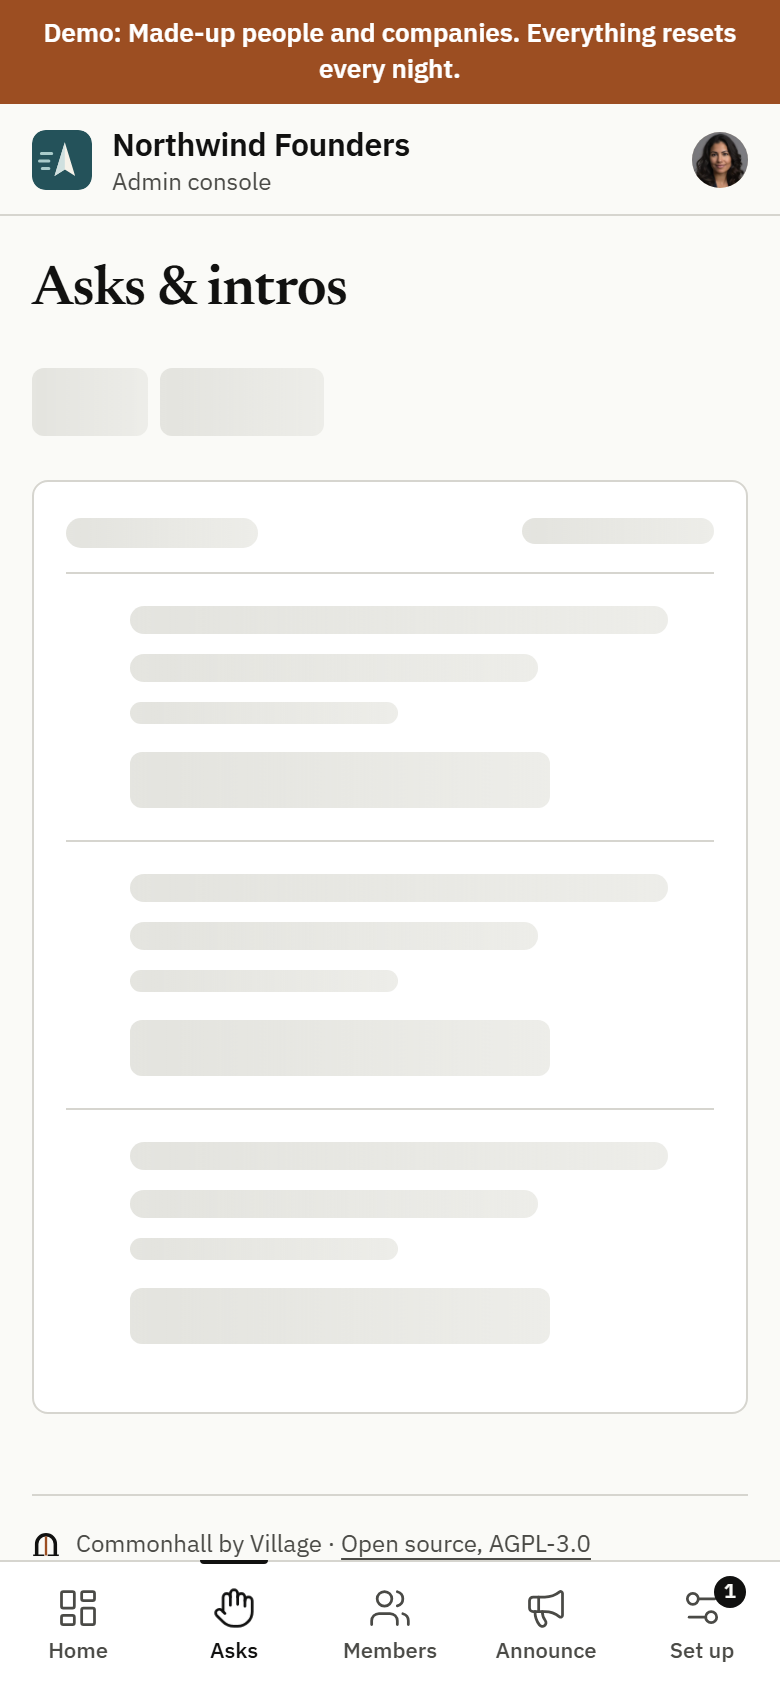 Demo: Made-up people and companies. Everything resets
every night.
Northwind Founders
Admin console
Asks & intros
Commonhall by Village · Open source, AGPL-3.0
Home
Asks
Members
Announce
1
Set up